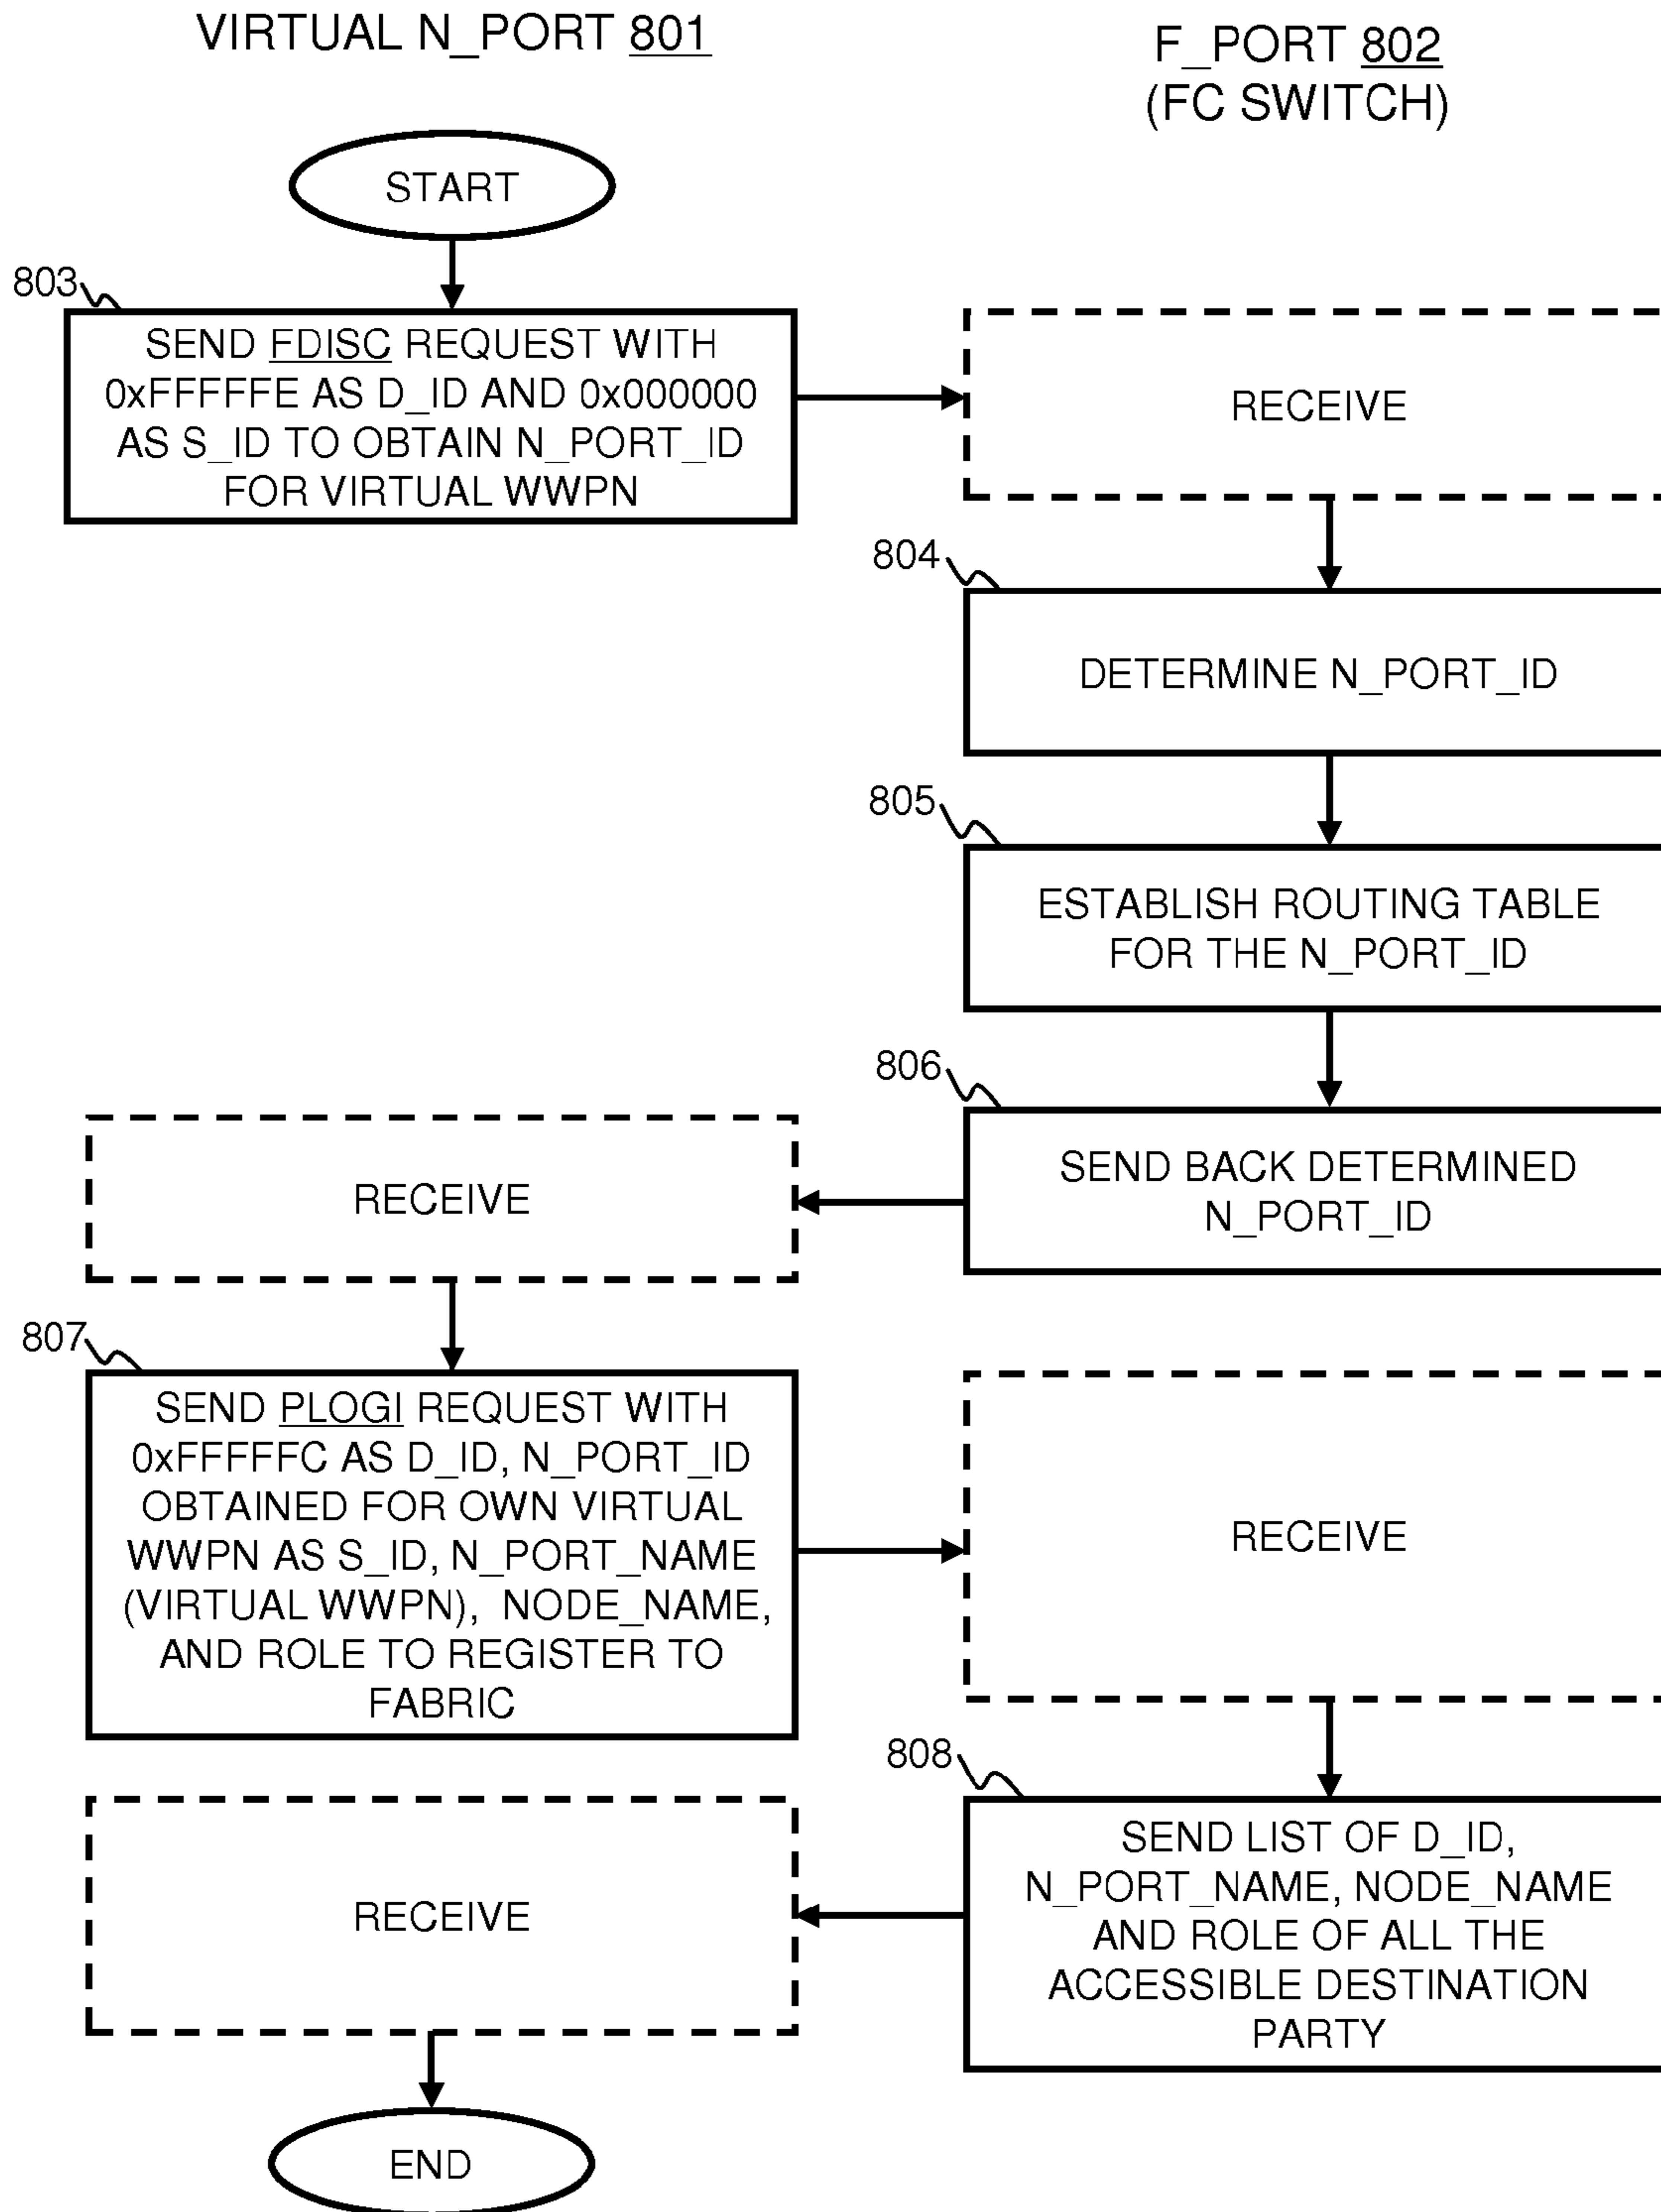 VIRTUAL N_PORT 801
F_PORT 802
(FC SWITCH)
START
803
SEND FDISC REQUEST WITH
0xFFFFFE AS D_ID AND 0x000000
AS S_ID TO OBTAIN N_PORT_ID
FOR VIRTUAL WWPN
RECEIVE
804
DETERMINE N_PORT_ID
805
ESTABLISH ROUTING TABLE
FOR THE N_PORT_ID
806
SEND BACK DETERMINED
N_PORT_ID
RECEIVE
807
SEND PLOGI REQUEST WITH
0xFFFFFC AS D_ID, N_PORT_ID
OBTAINED FOR OWN VIRTUAL
WWPN AS S_ID, N_PORT_NAME
(VIRTUAL WWPN), NODE_NAME,
AND ROLE TO REGISTER TO
FABRIC
RECEIVE
808
SEND LIST OF D_ID,
N_PORT_NAME, NODE_NAME
AND ROLE OF ALL THE
ACCESSIBLE DESTINATION
PARTY
RECEIVE
END